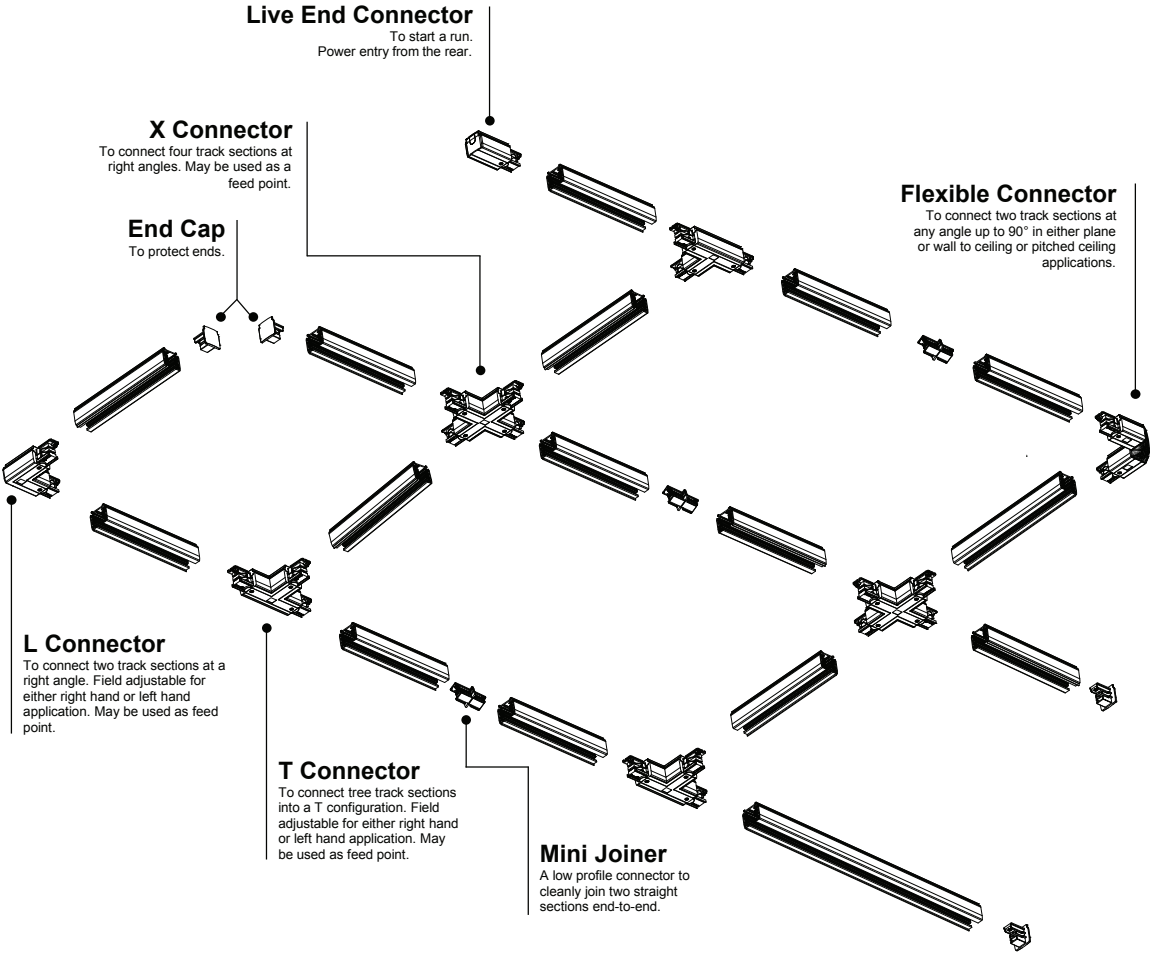 Live End Connector
To start a run.
Power entry from the rear.
X Connector
To connect four track sections at
right angles. May be used as a
feed point.
End Cap
To protect ends.
Flexible Connector
To connect two track sections at
any angle up to 90° in either plane
or wall to ceiling or pitched ceiling
applications.
L Connector
To connect two track sections at a
right angle. Field adjustable for
either right hand or left hand
application. May be used as feed
point.
T Connector
To connect tree track sections
into a T configuration. Field
adjustable for either right hand
or left hand application. May
be used as feed point.
Mini Joiner
A low profile connector to
cleanly join two straight
sections end-to-end.